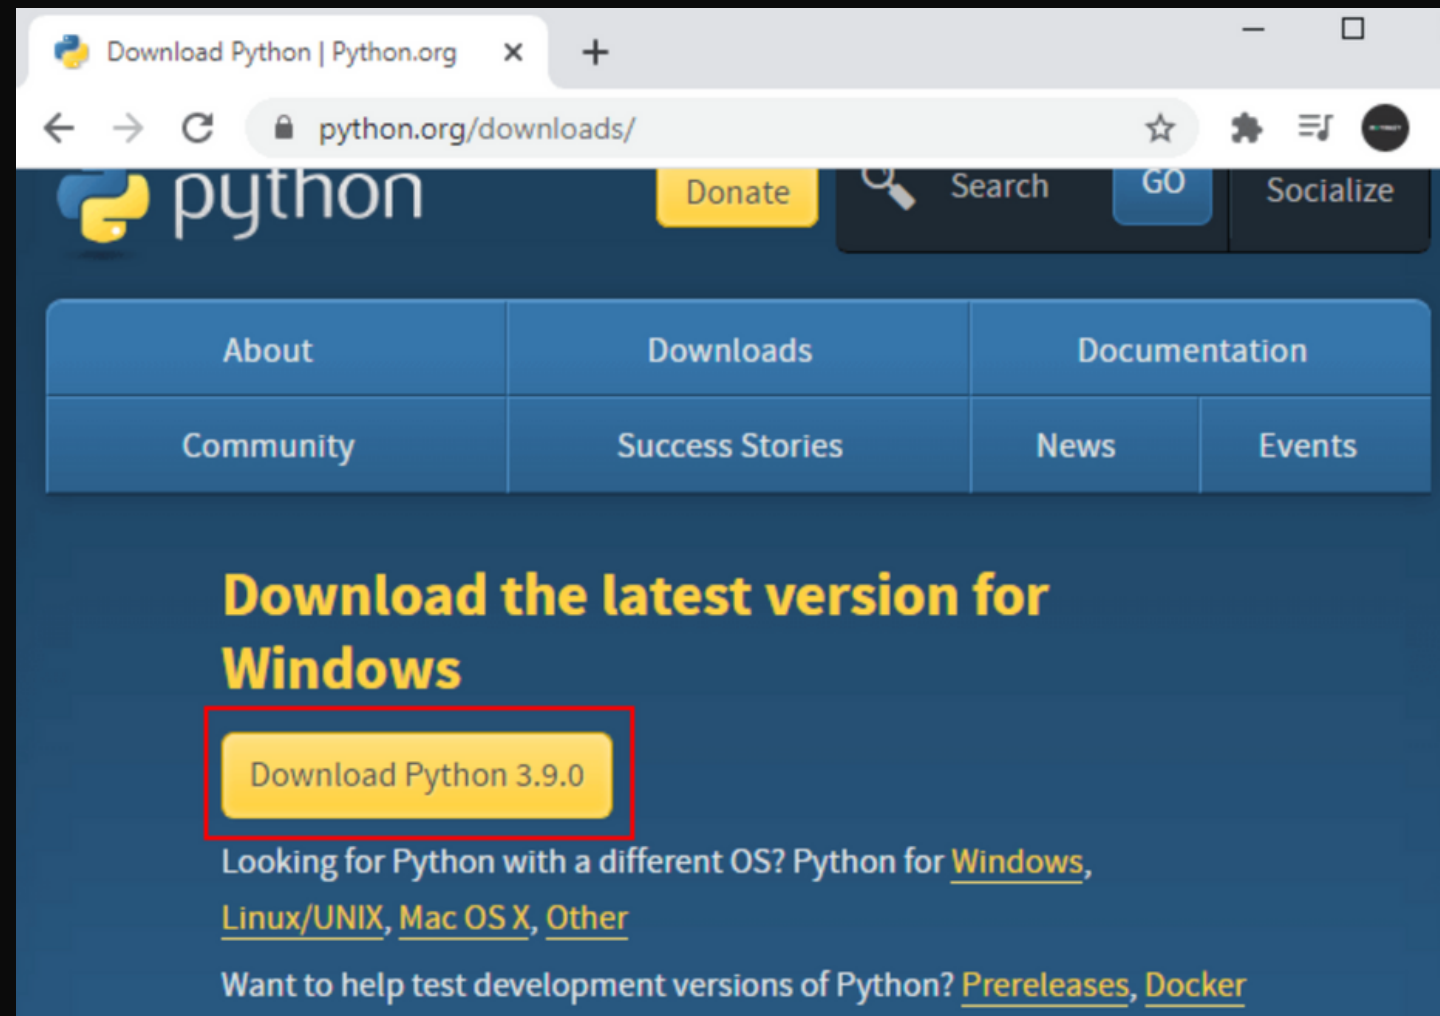 Download Python | Python.org
python.org/downloads/
python
Donate
Search
GO
Socialize
About
Downloads
Documentation
Community
Success Stories
News
Events
Download the latest version for
Windows
Download Python 3.9.0
Looking for Python with a different OS? Python for Windows,
Linux/UNIX, Mac OS X, Other
Want to help test development versions of Python? Prereleases, Docker